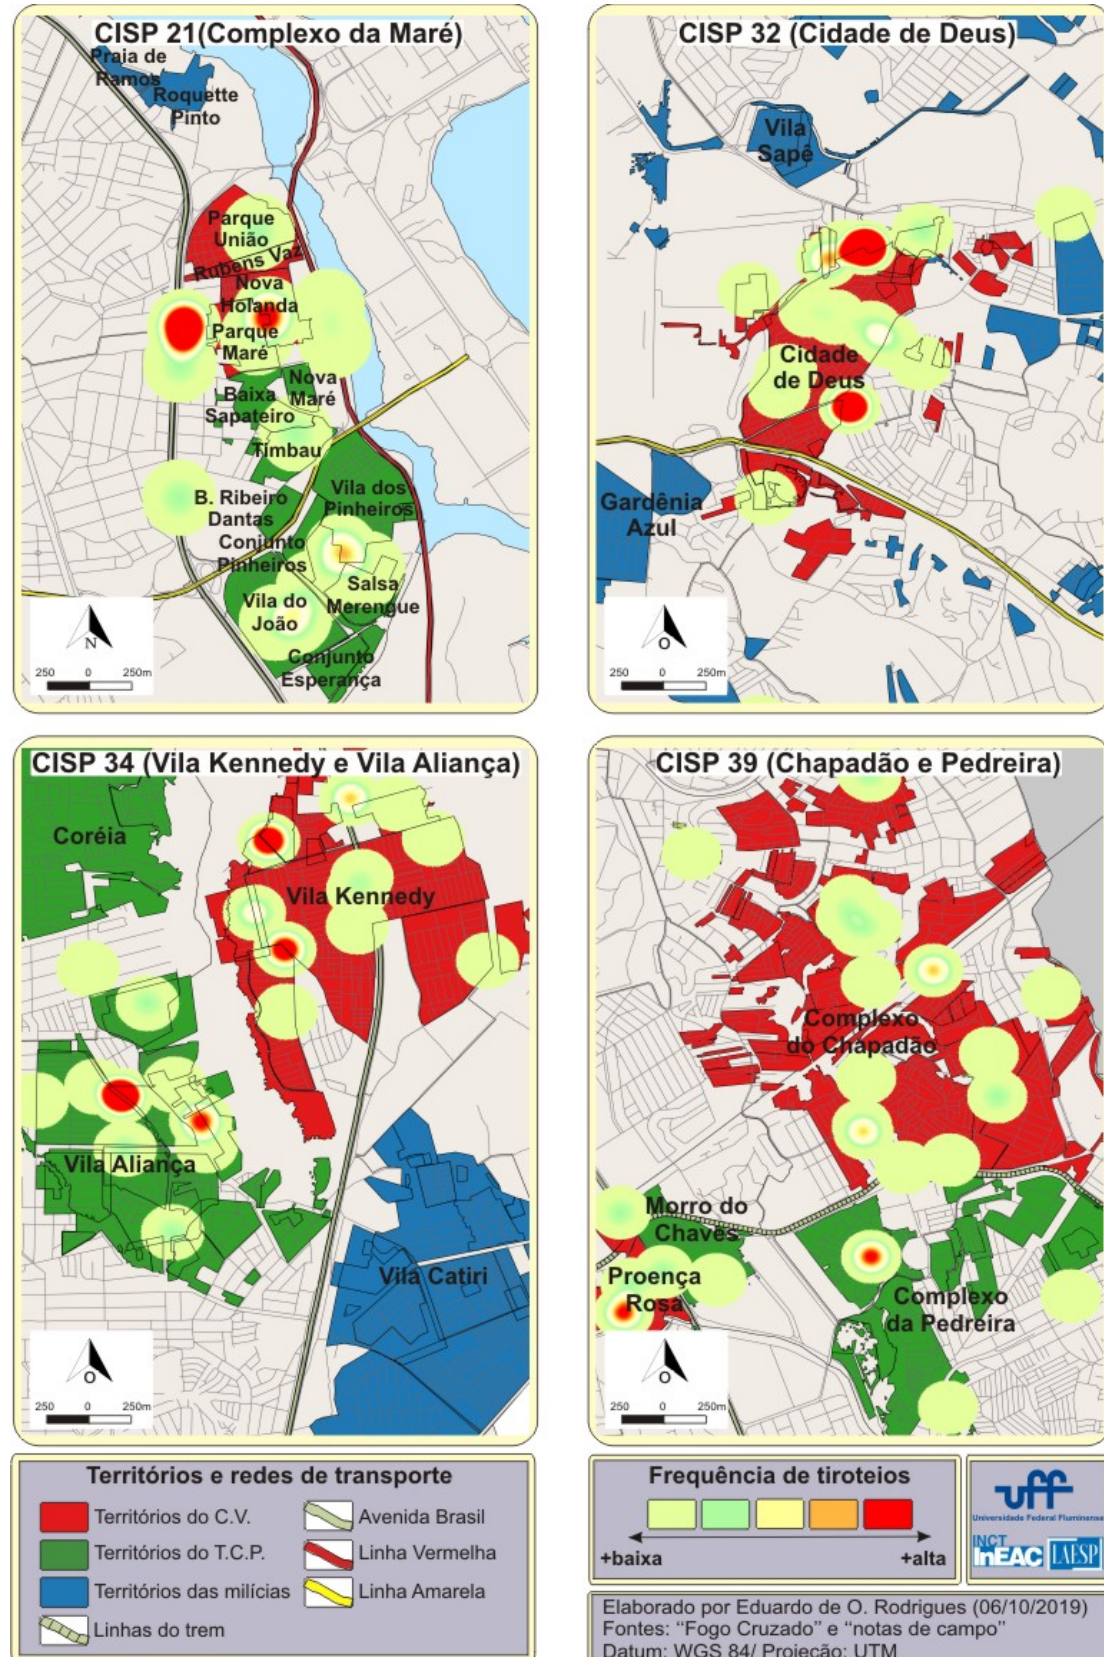 CISP 21(Complexo da Maré)
Praia de
Ramos
Roquette
Pinto
Parque
União
Rubens Vaz
Nova
Holanda
Parque
Maré
Nova
Maré
Baixa
Sapateiro
Timbau
B. Ribeiro
Dantas
Vila dos
Pinheiros
Conjunto
Pinheiros
Salsa
Merengue
Vila do
João
Conjunto
Esperança
N
250 0 250m
CISP 32 (Cidade de Deus)
Vila
Sapê
Cidade
de Deus
Gardênia
Azul
O
250 0 250m
CISP 34 (Vila Kennedy e Vila Aliança)
Coréia
Vila Kennedy
Vila Aliança
Vila Catiri
O
250 0 250m
CISP 39 (Chapadão e Pedreira)
Complexo
do Chapadão
Morro do
Chaves
Proença
Rosa
Complexo
da Pedreira
O
250 0 250m
Territórios e redes de transporte
Territórios do C.V.
Territórios do T.C.P.
Territórios das milícias
Linhas do trem
Avenida Brasil
Linha Vermelha
Linha Amarela
Frequência de tiroteios
+baixa +alta
uff
Universidade Federal Fluminense
INCT
InEAC LAESP
Elaborado por Eduardo de O. Rodrigues (06/10/2019)
Fontes: “Fogo Cruzado” e “notas de campo”
Datum: WGS 84/ Projeção: UTM